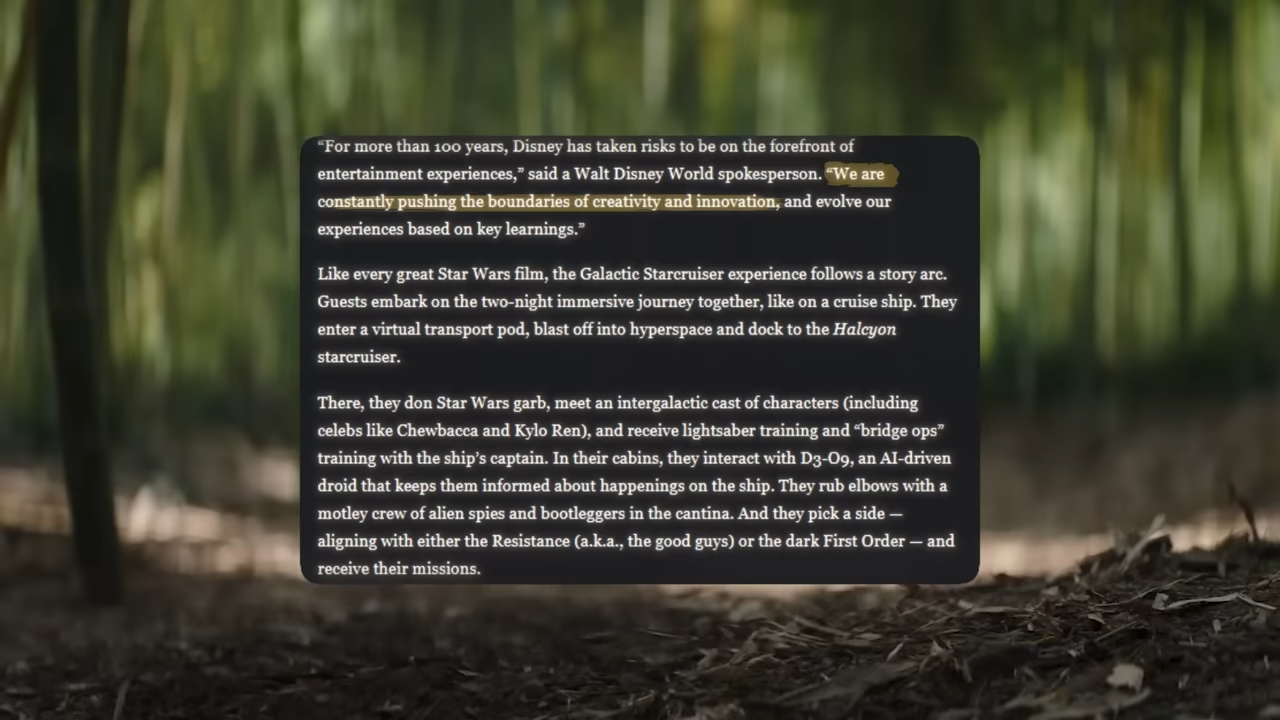 “For more than 100 years, Disney has taken risks to be on the forefront of
entertainment experiences,” said a Walt Disney World spokesperson. “We are
constantly pushing the boundaries of creativity and innovation, and evolve our
experiences based on key learnings.”
Like every great Star Wars film, the Galactic Starcruiser experience follows a story arc.
Guests embark on the two-night immersive journey together, like on a cruise ship. They
enter a virtual transport pod, blast off into hyperspace and dock to the Halcyon
starcruiser.
There, they don Star Wars garb, meet an intergalactic cast of characters (including
celebs like Chewbacca and Kylo Ren), and receive lightsaber training and “bridge ops”
training with the ship’s captain. In their cabins, they interact with D3-O9, an AI-driven
droid that keeps them informed about happenings on the ship. They rub elbows with a
motley crew of alien spies and bootleggers in the cantina. And they pick a side —
aligning with either the Resistance (a.k.a., the good guys) or the dark First Order — and
receive their missions.